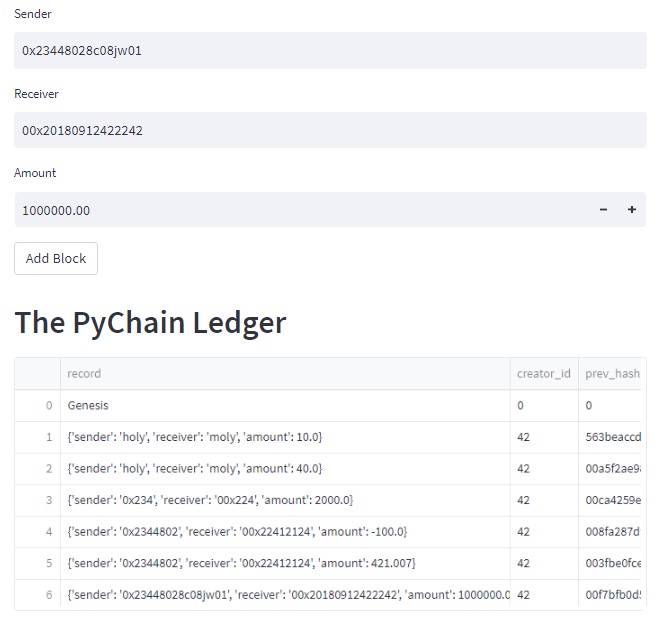 Sender
0x23448028c08jw01
Receiver
00x20180912422242
Amount
1000000.00 − +
Add Block
The PyChain Ledger
record creator_id prev_hash
0 Genesis 0 0
1 {'sender': 'holy', 'receiver': 'moly', 'amount': 10.0} 42 563beaccd
2 {'sender': 'holy', 'receiver': 'moly', 'amount': 40.0} 42 00a5f2ae9
3 {'sender': '0x234', 'receiver': '00x224', 'amount': 2000.0} 42 00ca4259e
4 {'sender': '0x2344802', 'receiver': '00x22412124', 'amount': -100.0} 42 008fa287d
5 {'sender': '0x2344802', 'receiver': '00x22412124', 'amount': 421.007} 42 003fbe0fce
6 {'sender': '0x23448028c08jw01', 'receiver': '00x20180912422242', 'amount': 1000000.0 42 00f7bfb0d